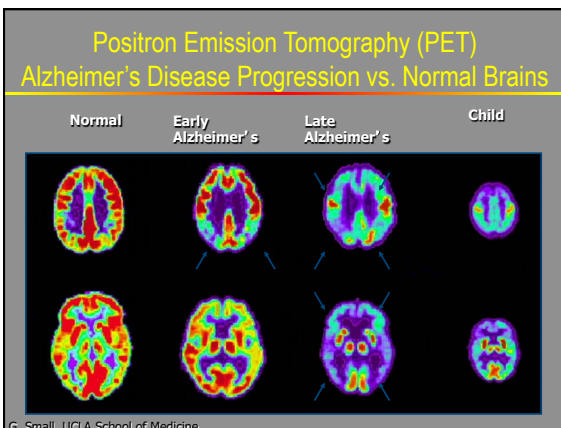 Positron Emission Tomography (PET)
Alzheimer's Disease Progression vs. Normal Brains
Normal
Early
Alzheimer's
Late
Alzheimer's
Child
G. Small, UCLA School of Medicine